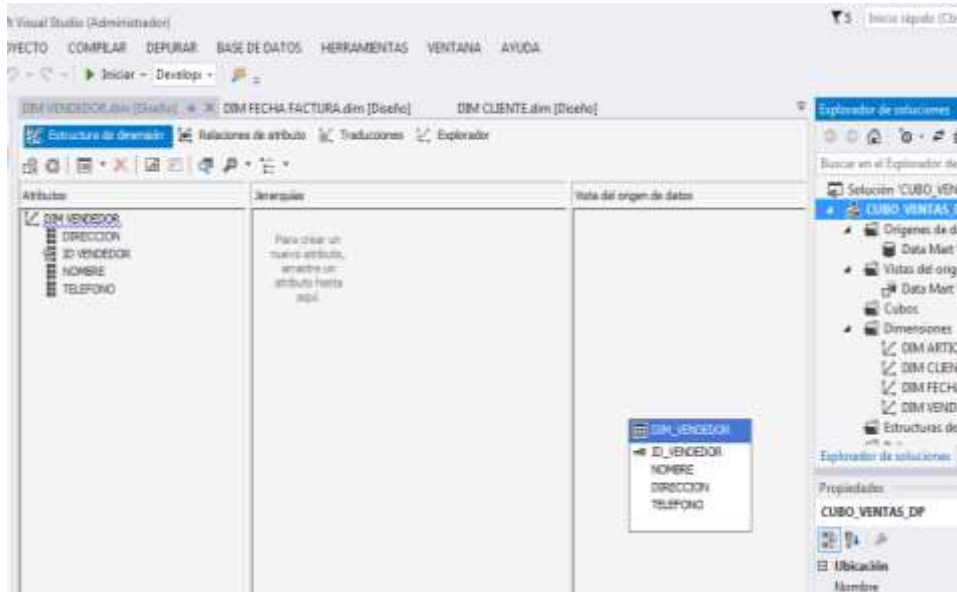 Visual Studio (Administrador)
5 Inicio rápido
YECTO COMPILAR DEPURAR BASE DE DATOS HERRAMIENTAS VENTANA AYUDA
Iniciar Develop
DIM VENDEDOR.dim [Diseño] DIM FECHA FACTURA.dim [Diseño] DIM CLIENTE.dim [Diseño]
Explorador de soluciones
Estructura de dimensión Relaciones de atributo Traducciones Explorador
Buscar en el Explorador de
Atributos Jerarquías Vista del origen de datos
DIM VENDEDOR
DIRECCION
ID VENDEDOR
NOMBRE
TELEFONO
Para crear un
nuevo atributo,
arrastre un
atributo hasta
aquí.
DIM_VENDEDOR
ID_VENDEDOR
NOMBRE
DIRECCION
TELEFONO
Solución 'CUBO_VEN
CUBO_VENTAS_D
Orígenes de d
Data Mart
Vistas del orig
Data Mart
Cubos
Dimensiones
DIM ARTIC
DIM CLIEN
DIM FECH
DIM VEND
Estructuras de
Explorador de soluciones
Propiedades
CUBO_VENTAS_DP
Ubicación
Nombre